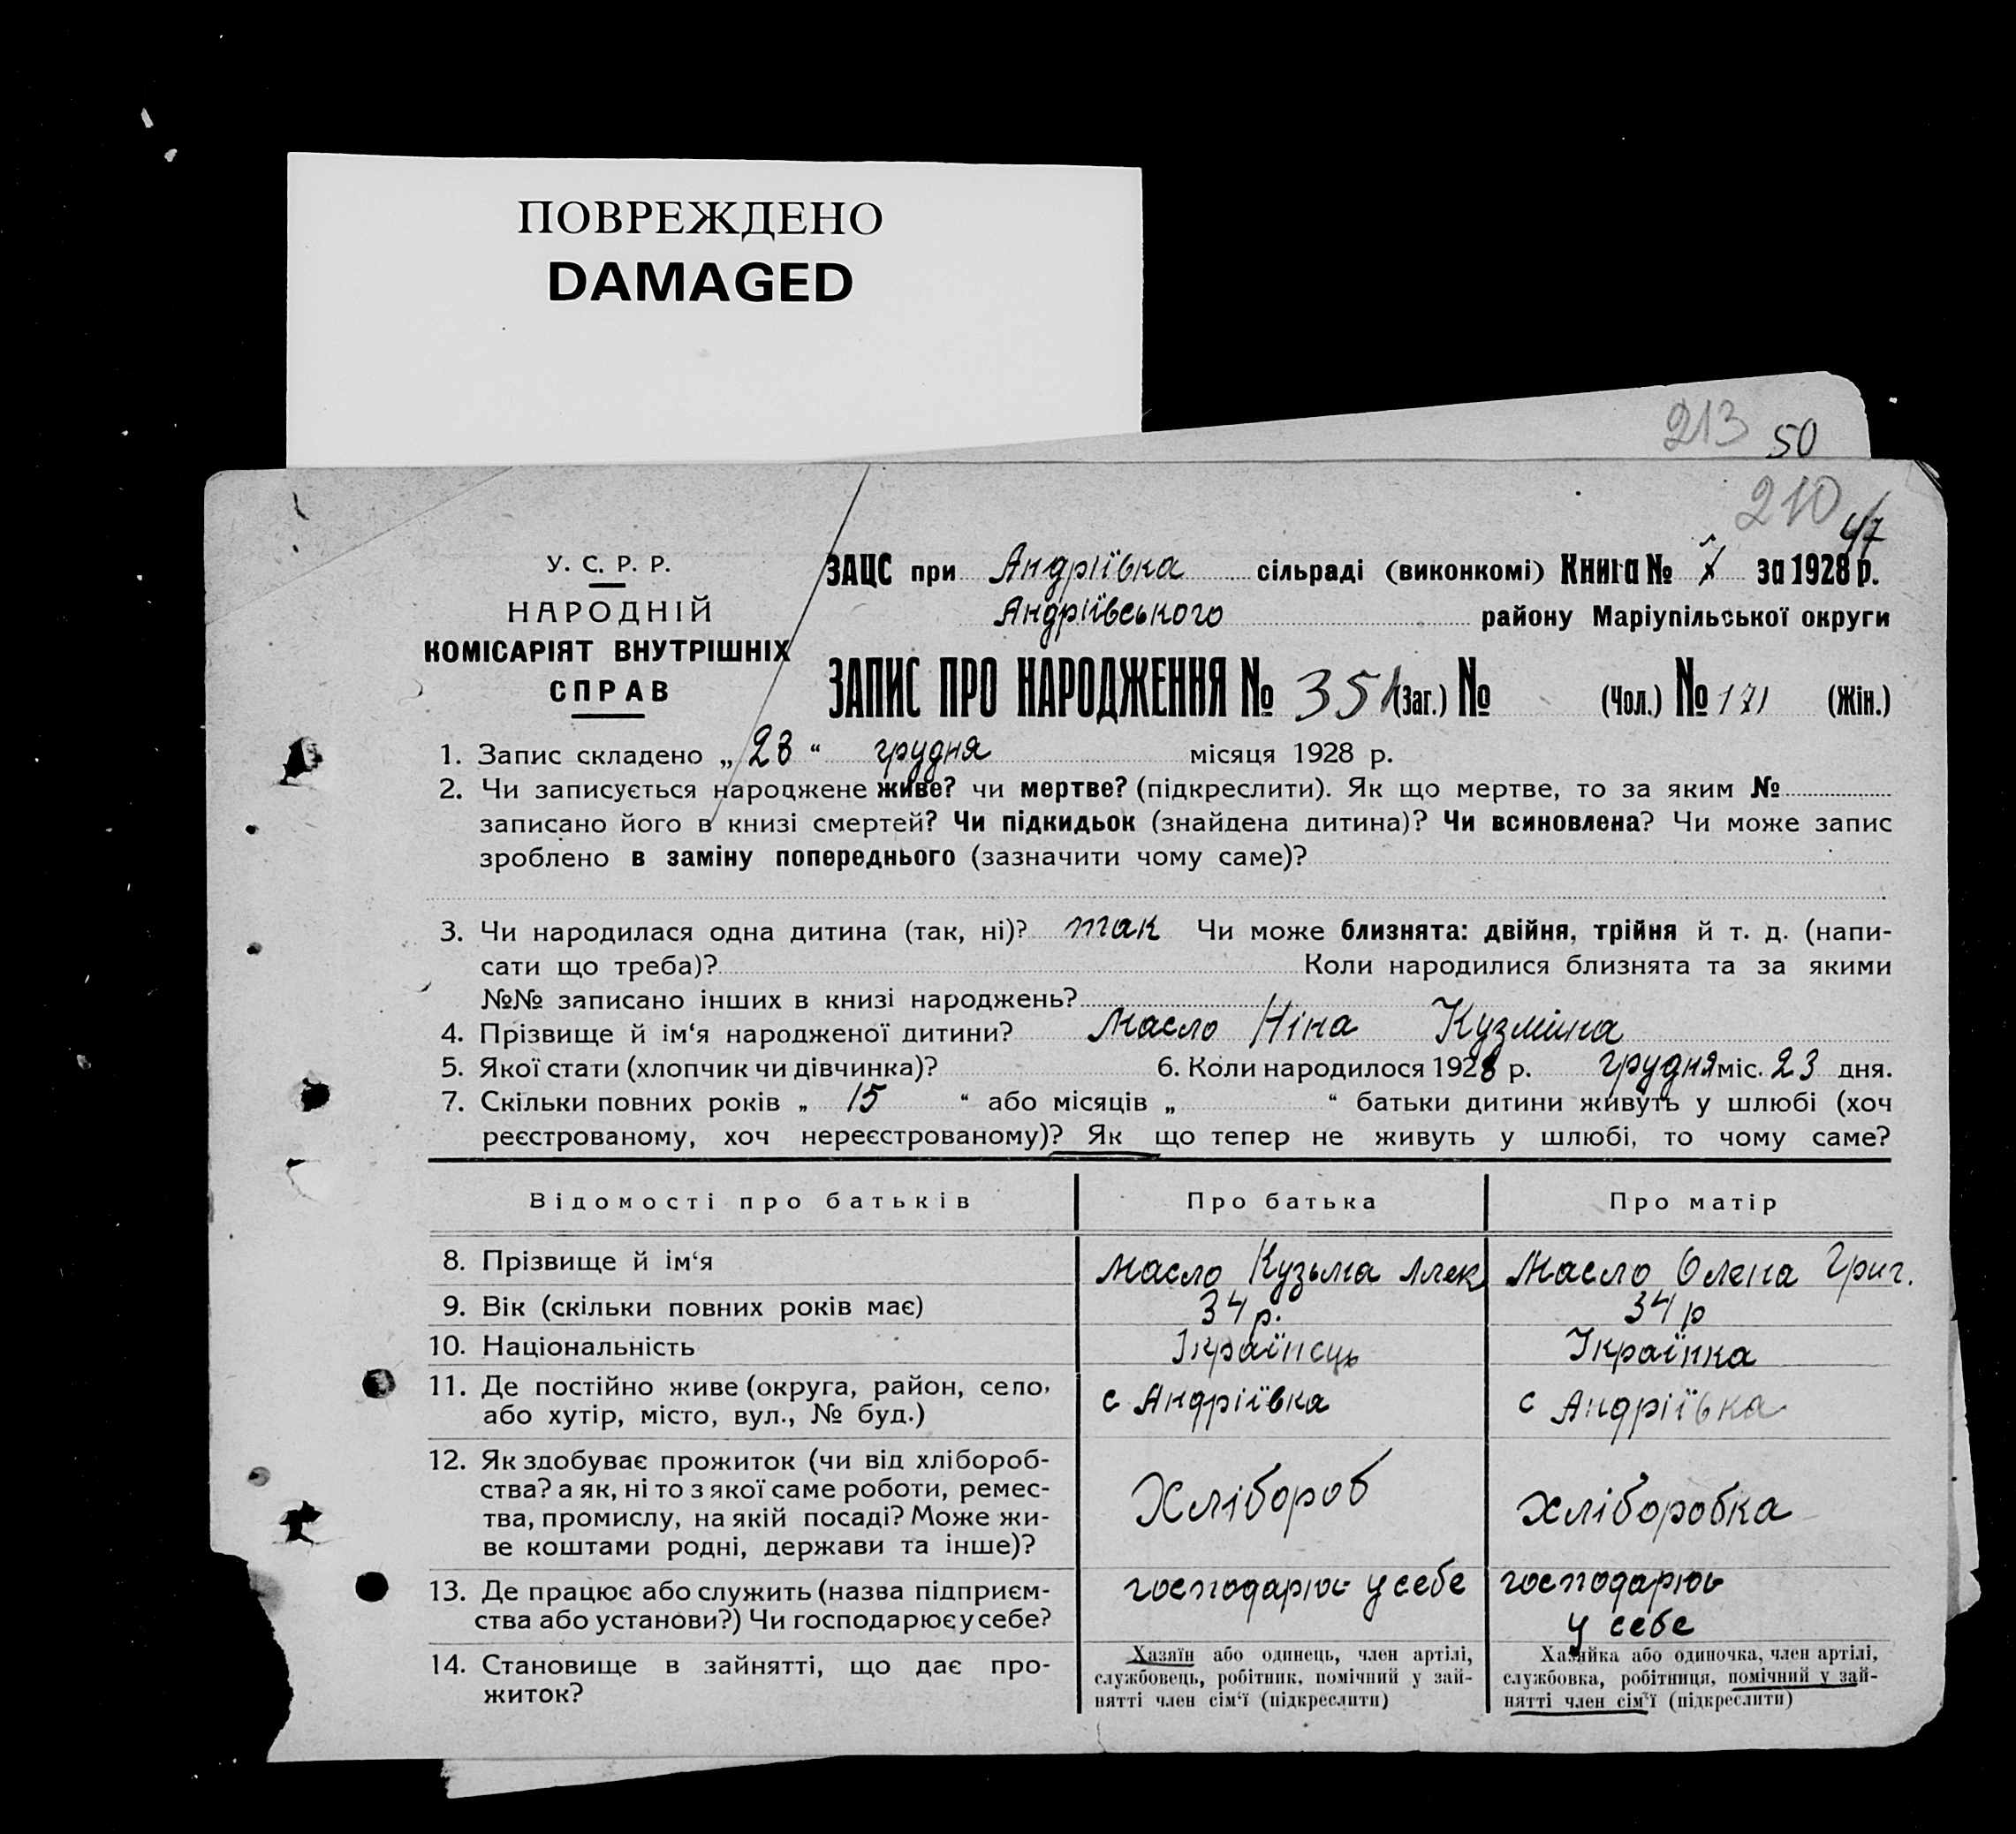 ПОВРЕЖДЕНО
DAMAGED
213 50
210 47
У. С. Р. Р.
НАРОДНІЙ
КОМІСАРІЯТ ВНУТРІШНІХ
СПРАВ
ЗАЦС при Андріївка сільраді (виконкомі) Книга № за 1928 р.
Андріївського району Маріупільської округи
ЗАПИС ПРО НАРОДЖЕННЯ № 351 (Заг.) № (Чол.) № 171 (Жін.)
1. Запис складено „ 28 “ грудня місяця 1928 р.
2. Чи записується народжене живе? чи мертве? (підкреслити). Як що мертве, то за яким №
записано його в книзі смертей? Чи підкидьок (знайдена дитина)? Чи всиновлена? Чи може запис
зроблено в заміну попереднього (зазначити чому саме)?
3. Чи народилася одна дитина (так, ні)? так Чи може близнята: двійня, трійня й т. д. (напи-
сати що треба)? Коли народилися близнята та за якими
№№ записано інших в книзі народжень?
4. Прізвище й ім‘я народженої дитини? Масло Ніна Кузмінна
5. Якої стати (хлопчик чи дівчинка)? 6. Коли народилося 1928 р. грудня міс. 23 дня.
7. Скільки повних років „ 15 “ або місяців „ “ батьки дитини живуть у шлюбі (хоч
реєстрованому, хоч нереєстрованому)? Як що тепер не живуть у шлюбі, то чому саме?
Відомості про батьків Про батька Про матір
8. Прізвище й ім‘я Масло Кузьма Алек Масло Олена Григ.
9. Вік (скільки повних років має) 34 р. 34 р
10. Національність Українець Українка
11. Де постійно живе (округа, район, село,
або хутір, місто, вул., № буд.) с Андріївка с Андріївка
12. Як здобуває прожиток (чи від хлібороб-
ства? а як, ні то з якої саме роботи, ремес-
тва, промислу, на якій посаді? Може жи-
ве коштами родні, держави та інше)?
Хлібороб хліборобка
13. Де працює або служить (назва підприєм-
ства або установи?) Чи господарює у себе?
господарює у себе господарює
у себе
14. Становище в зайнятті, що дає про-
житок?
Хазяїн або одинець, член артілі,
службовець, робітник, помічний у зай-
нятті член сім‘ї (підкреслити)
Хазяйка або одиночка, член артілі,
службовка, робітниця, помічний у зай-
нятті член сім‘ї (підкреслити)